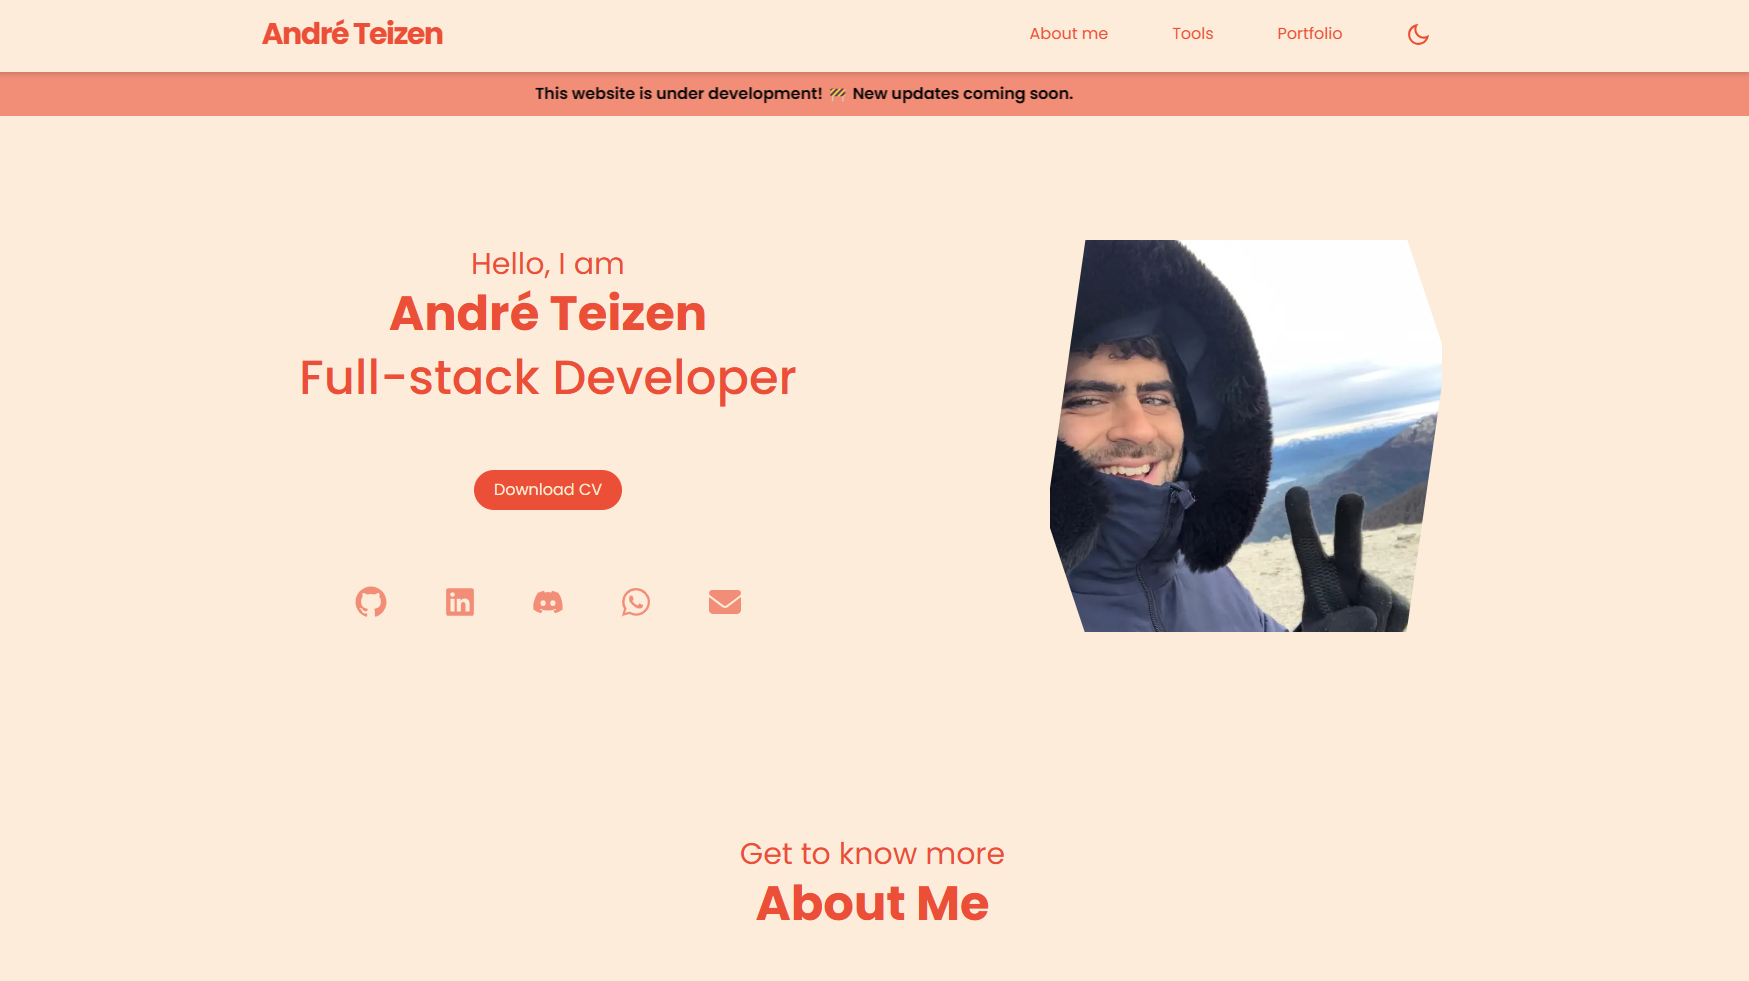 André Teizen
About me
Tools
Portfolio
This website is under development! 🚧 New updates coming soon.
Hello, I am
André Teizen
Full-stack Developer
Download CV
Get to know more
About Me